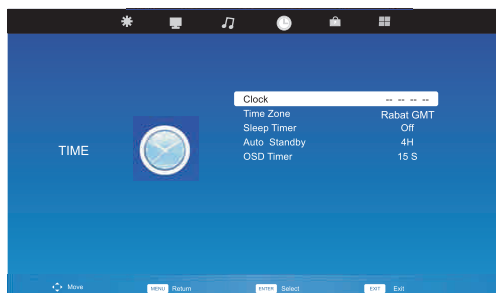 Clock -- -- -- --
Time Zone Rabat GMT
Sleep Timer Off
TIME
Auto Standby 4H
OSD Timer 15 S
Move MENU Return ENTER Select EXIT Exit